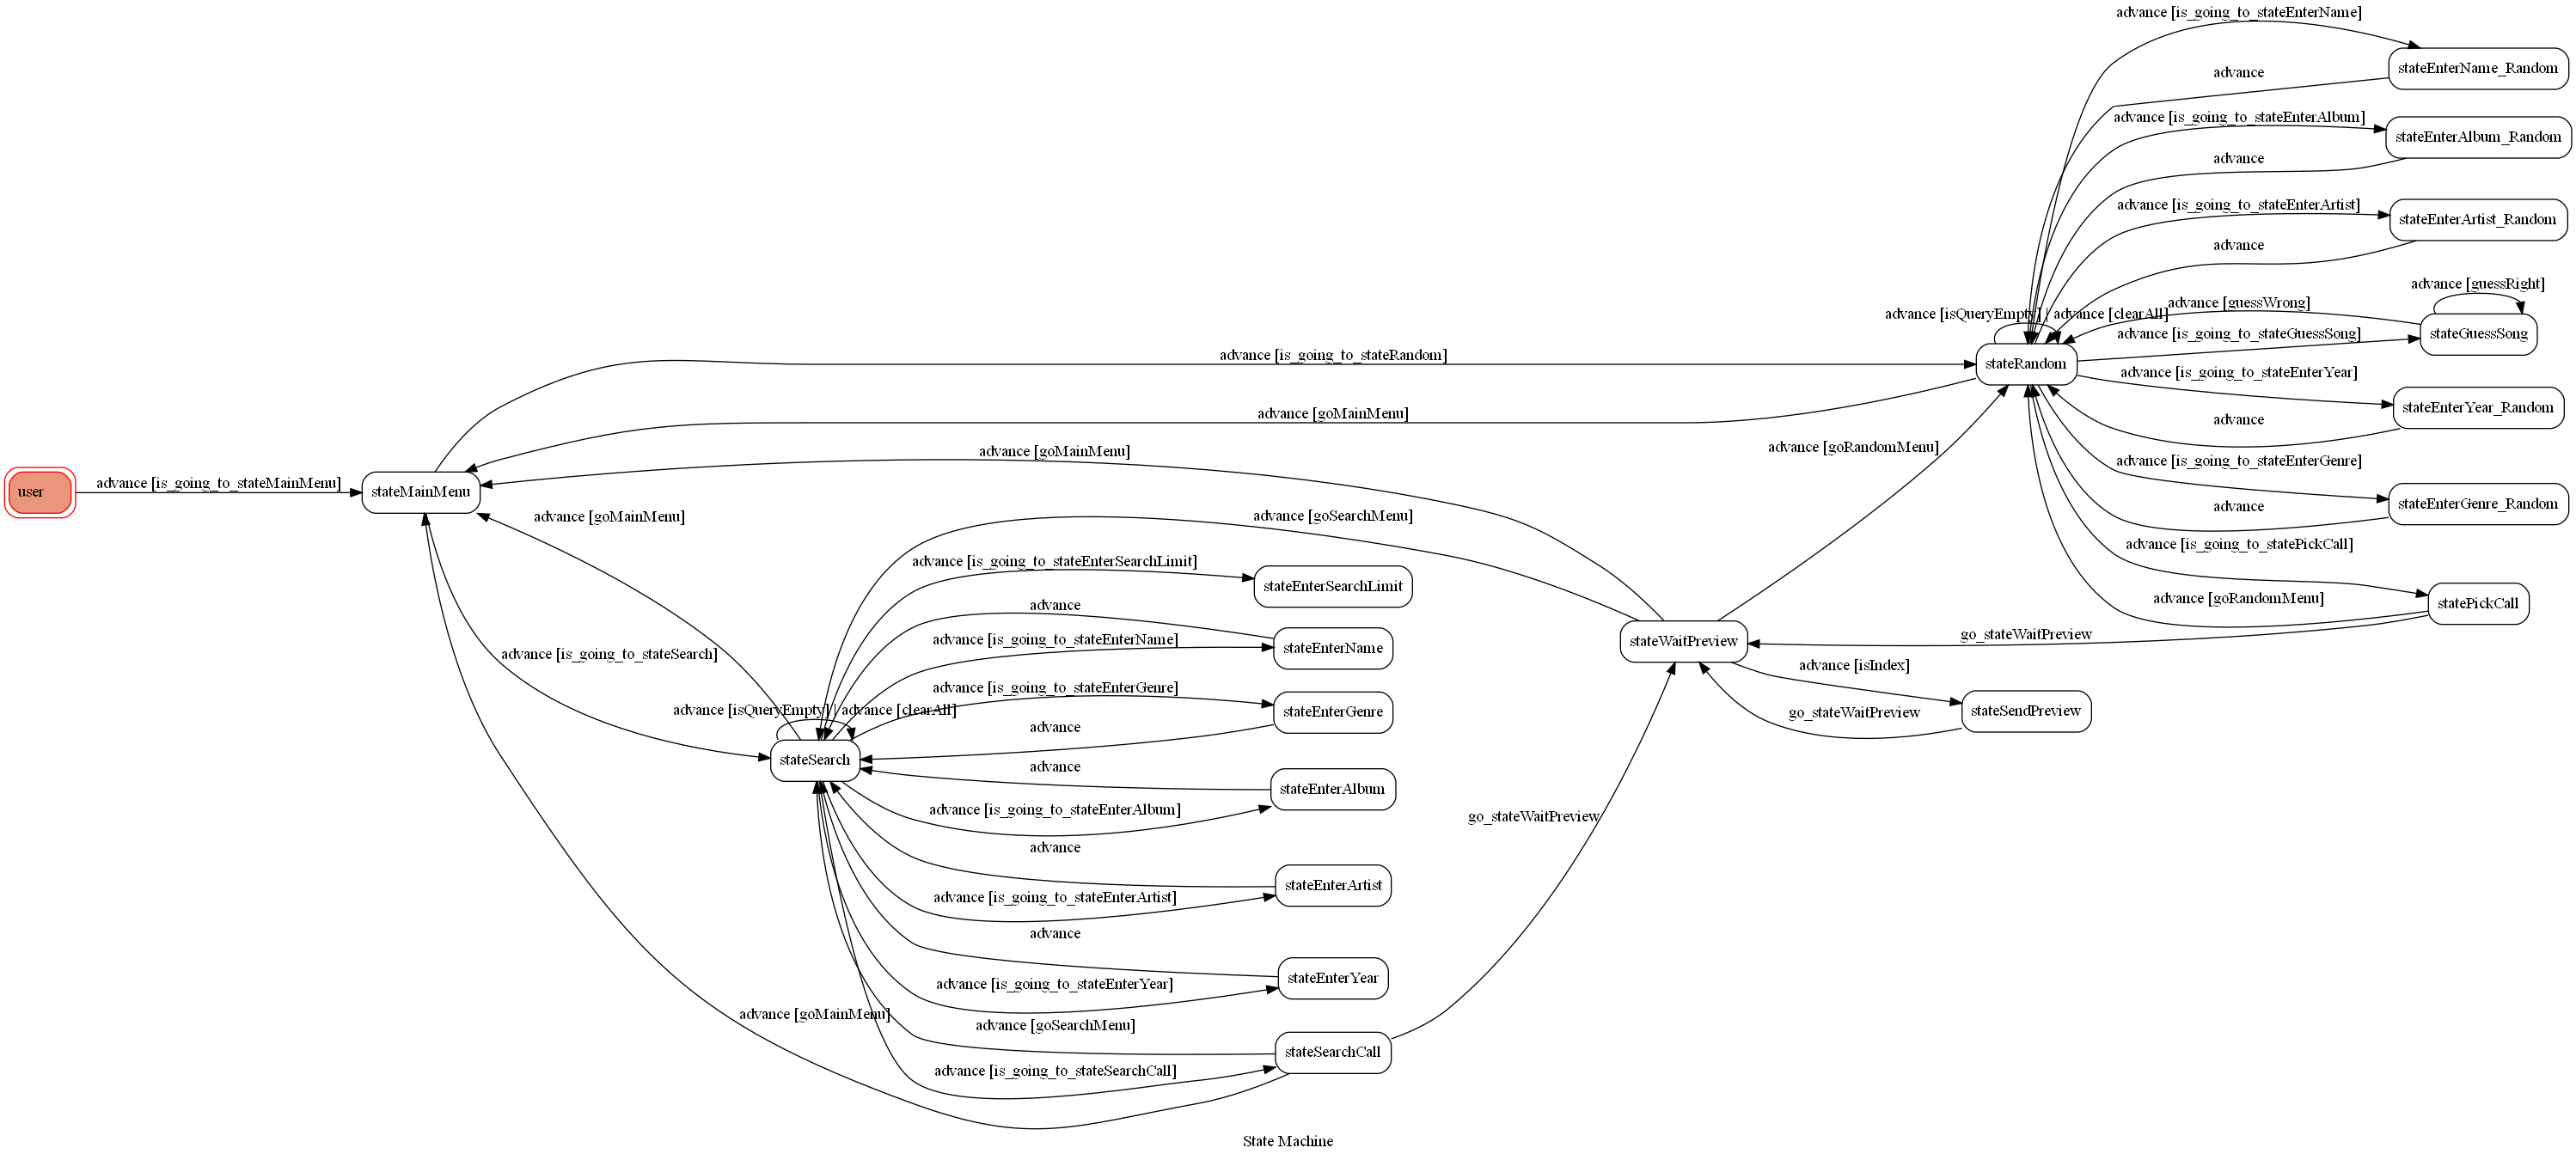 advance [is_going_to_stateEnterName]
stateEnterName_Random
advance
advance [is_going_to_stateEnterAlbum]
stateEnterAlbum_Random
advance
advance [is_going_to_stateEnterArtist]
stateEnterArtist_Random
advance
advance [guessRight]
advance [guessWrong]
advance [isQueryEmpty] | advance [clearAll]
advance [is_going_to_stateGuessSong]
stateGuessSong
advance [is_going_to_stateRandom]
stateRandom
advance [is_going_to_stateEnterYear]
stateEnterYear_Random
advance [goMainMenu]
advance
advance [goMainMenu]
advance [goRandomMenu]
advance [is_going_to_stateEnterGenre]
user
advance [is_going_to_stateMainMenu]
stateMainMenu
stateEnterGenre_Random
advance
advance [goMainMenu]
advance [goSearchMenu]
advance [is_going_to_statePickCall]
advance [is_going_to_stateEnterSearchLimit]
stateEnterSearchLimit
advance [goRandomMenu]
statePickCall
advance
advance [is_going_to_stateEnterName]
stateEnterName
stateWaitPreview
go_stateWaitPreview
advance [is_going_to_stateSearch]
advance [isIndex]
advance [is_going_to_stateEnterGenre]
advance [isQueryEmpty] | advance [clearAll]
stateEnterGenre
go_stateWaitPreview
stateSendPreview
advance
stateSearch
advance
stateEnterAlbum
advance [is_going_to_stateEnterAlbum]
go_stateWaitPreview
advance
stateEnterArtist
advance [is_going_to_stateEnterArtist]
advance
stateEnterYear
advance [is_going_to_stateEnterYear]
advance [goMainMenu]
advance [goSearchMenu]
stateSearchCall
advance [is_going_to_stateSearchCall]
State Machine